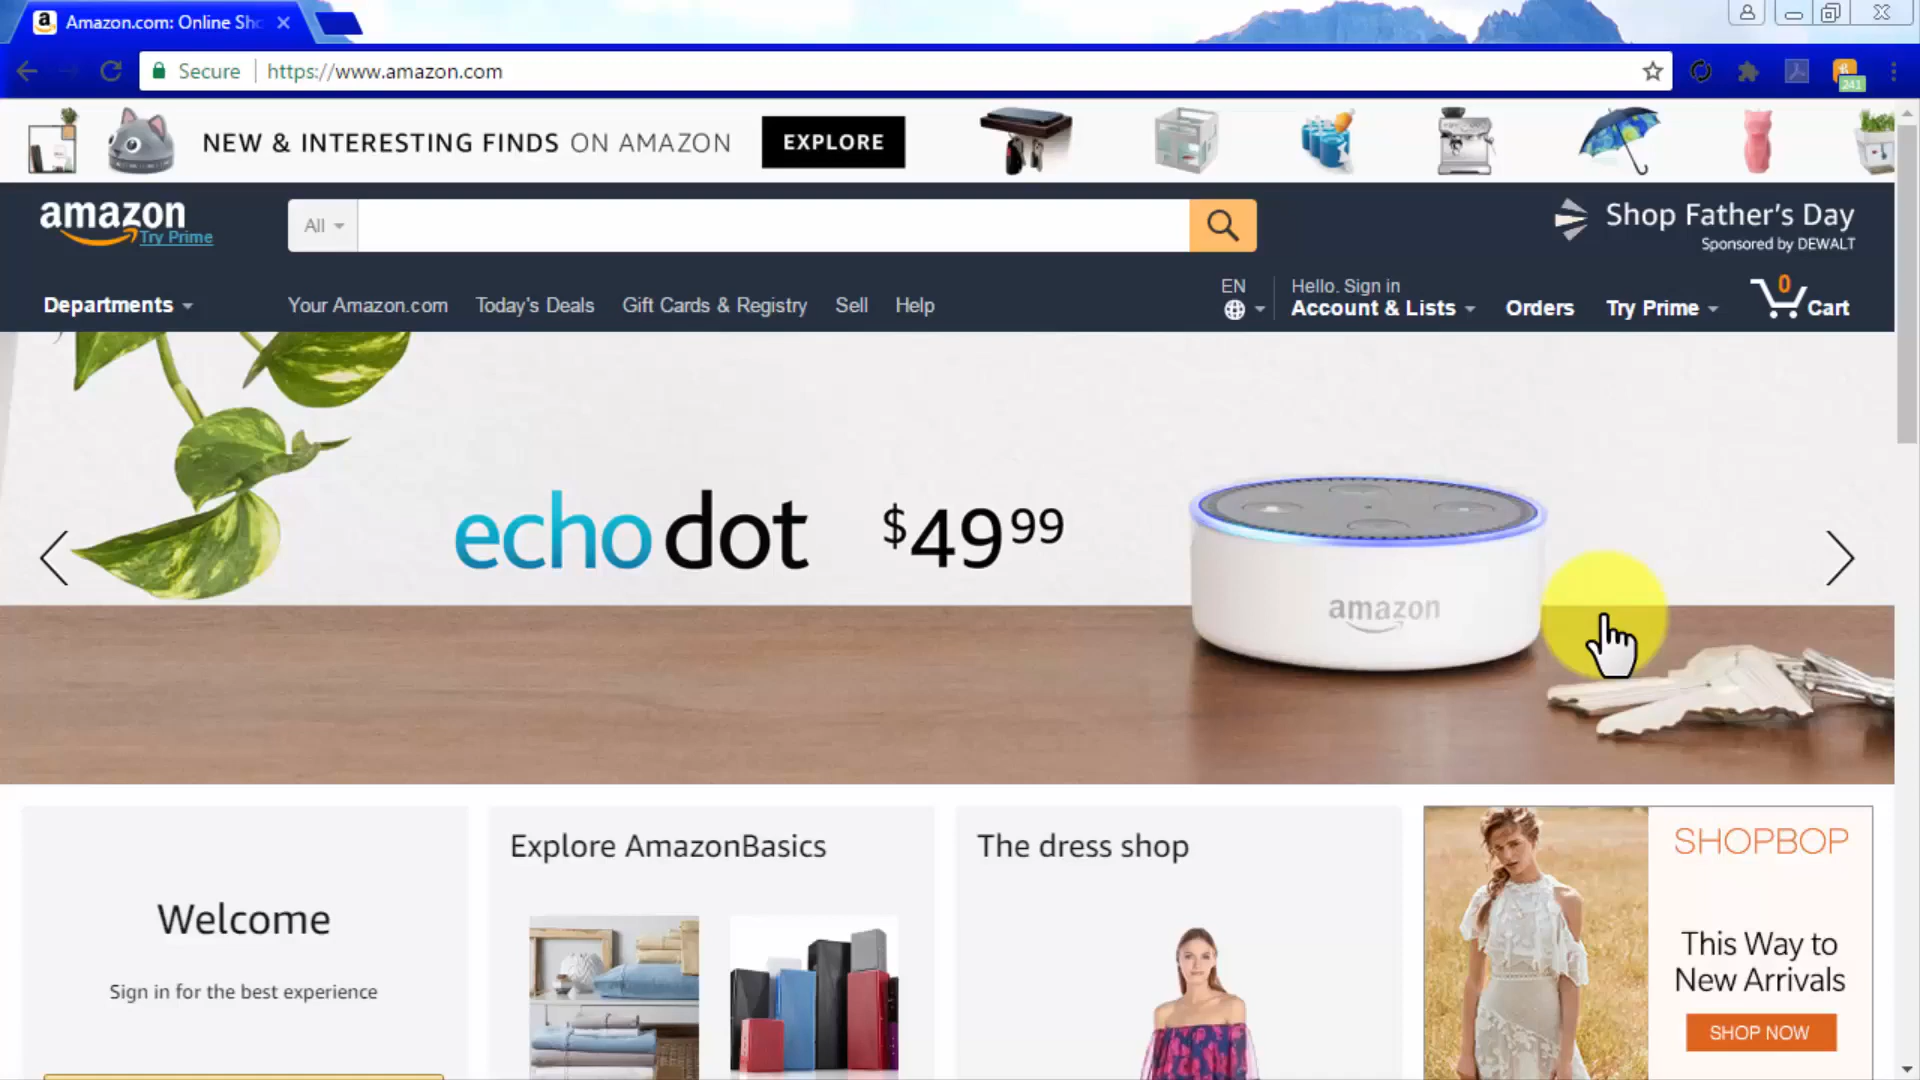 Amazon.com: Online Sho
Secure
https://www.amazon.com
241
NEW & INTERESTING FINDS ON AMAZON
EXPLORE
amazon
Try Prime
All
Shop Father's Day
Sponsored by DEWALT
Departments
Your Amazon.com
Today's Deals
Gift Cards & Registry
Sell
Help
EN
Hello. Sign in
Account & Lists
Orders
Try Prime
0
Cart
echo dot $49 99
amazon
Welcome
Sign in for the best experience
Explore AmazonBasics
The dress shop
SHOPBOP
This Way to
New Arrivals
SHOP NOW